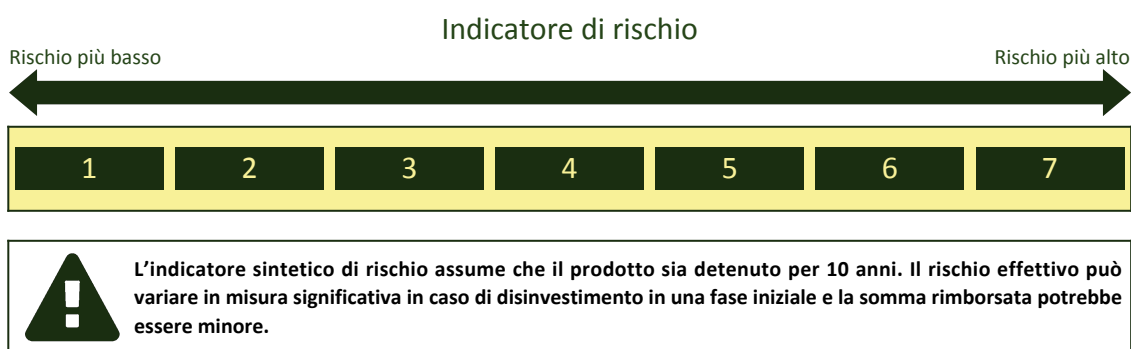 Indicatore di rischio
Rischio più basso
Rischio più alto
1 2 3 4 5 6 7
L’indicatore sintetico di rischio assume che il prodotto sia detenuto per 10 anni. Il rischio effettivo può
variare in misura significativa in caso di disinvestimento in una fase iniziale e la somma rimborsata potrebbe
essere minore.